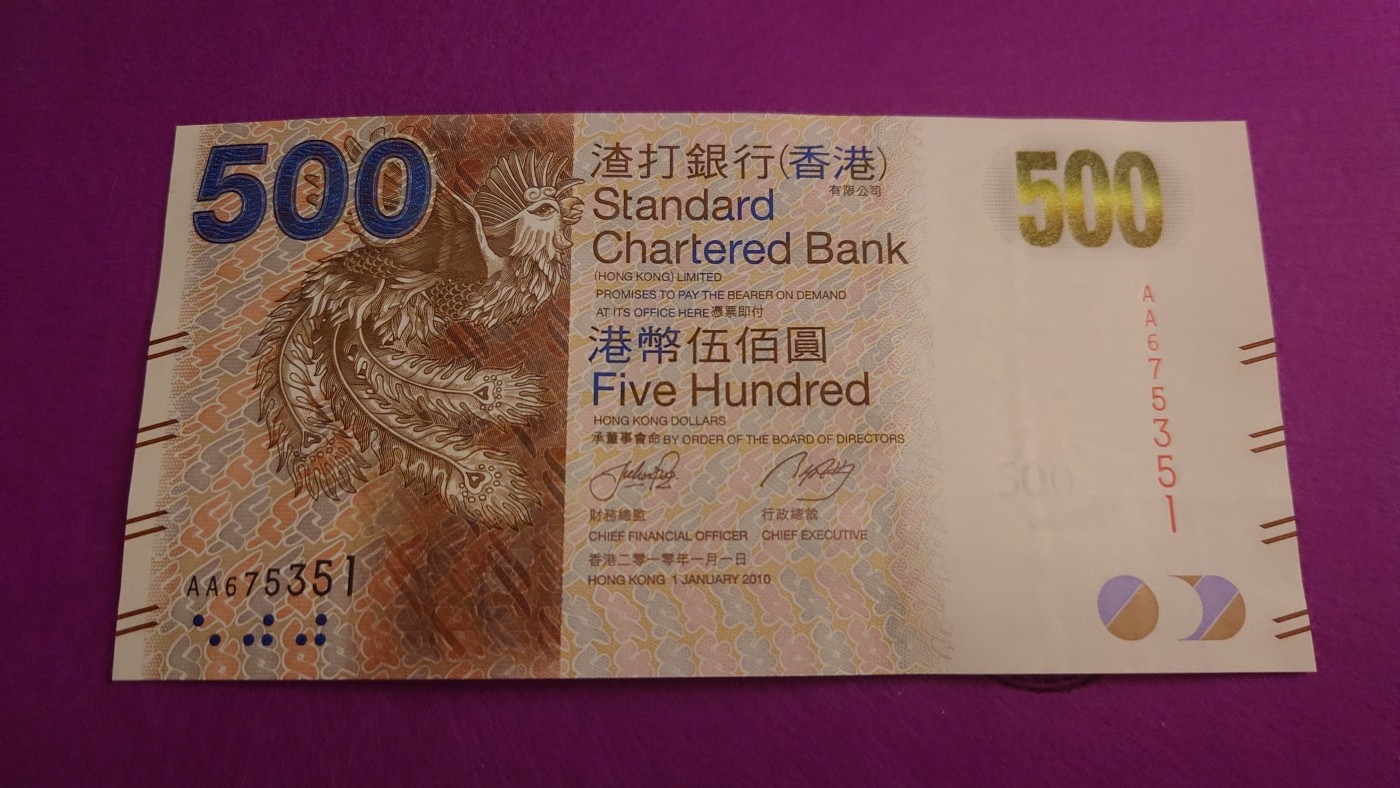 500
渣打銀行(香港)
有限公司
Standard
Chartered Bank
(HONG KONG) LIMITED
PROMISES TO PAY THE BEARER ON DEMAND
AT ITS OFFICE HERE 憑票即付
港幣伍佰圓
Five Hundred
HONG KONG DOLLARS
承董事會命 BY ORDER OF THE BOARD OF DIRECTORS
財務總監 行政總裁
CHIEF FINANCIAL OFFICER CHIEF EXECUTIVE
香港二零一零年一月一日
HONG KONG 1 JANUARY 2010
AA675351
500
AA675351
500